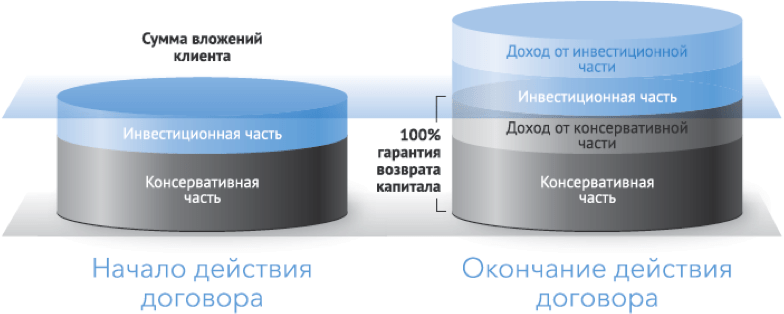 Сумма вложений
клиента
Инвестиционная часть
Консервативная
часть
Начало действия
договора
100%
гарантия
возврата
капитала
Доход от инвестиционной
части
Инвестиционная часть
Доход от консервативной
части
Консервативная
часть
Окончание действия
договора